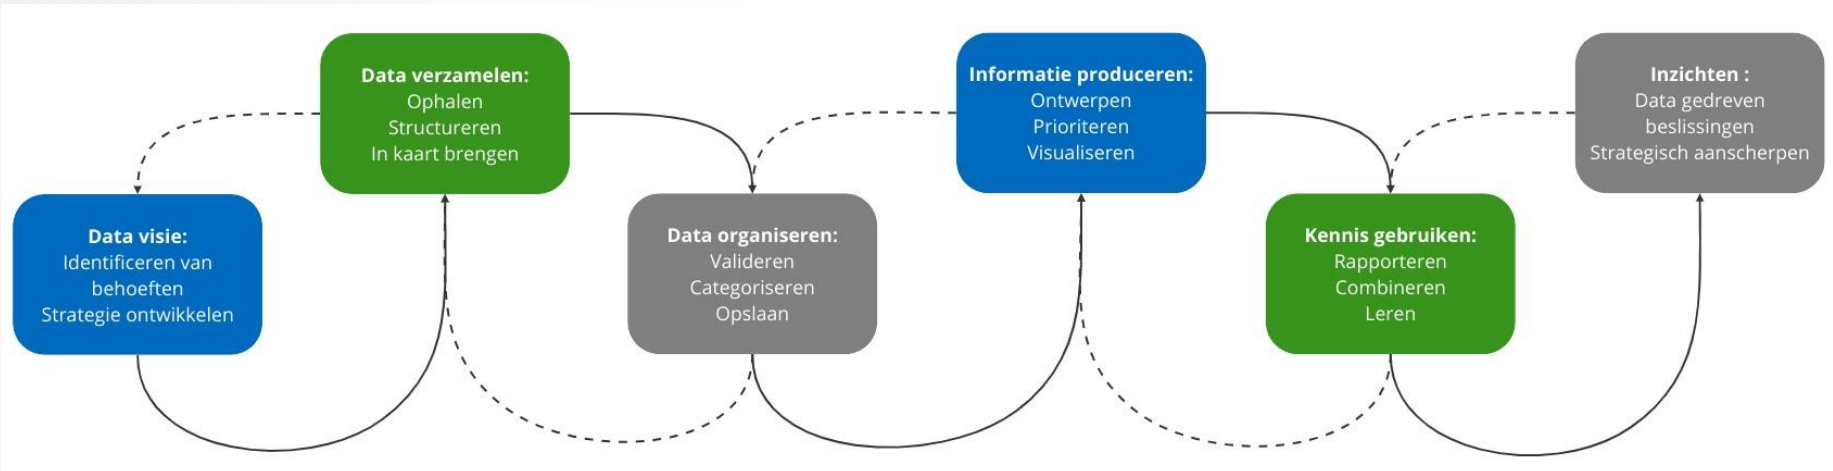 Data visie:
Identificeren van
behoeften
Strategie ontwikkelen
Data verzamelen:
Ophalen
Structureren
In kaart brengen
Data organiseren:
Valideren
Categoriseren
Opslaan
Informatie produceren:
Ontwerpen
Prioriteren
Visualiseren
Kennis gebruiken:
Rapporteren
Combineren
Leren
Inzichten :
Data gedreven
beslissingen
Strategisch aanscherpen